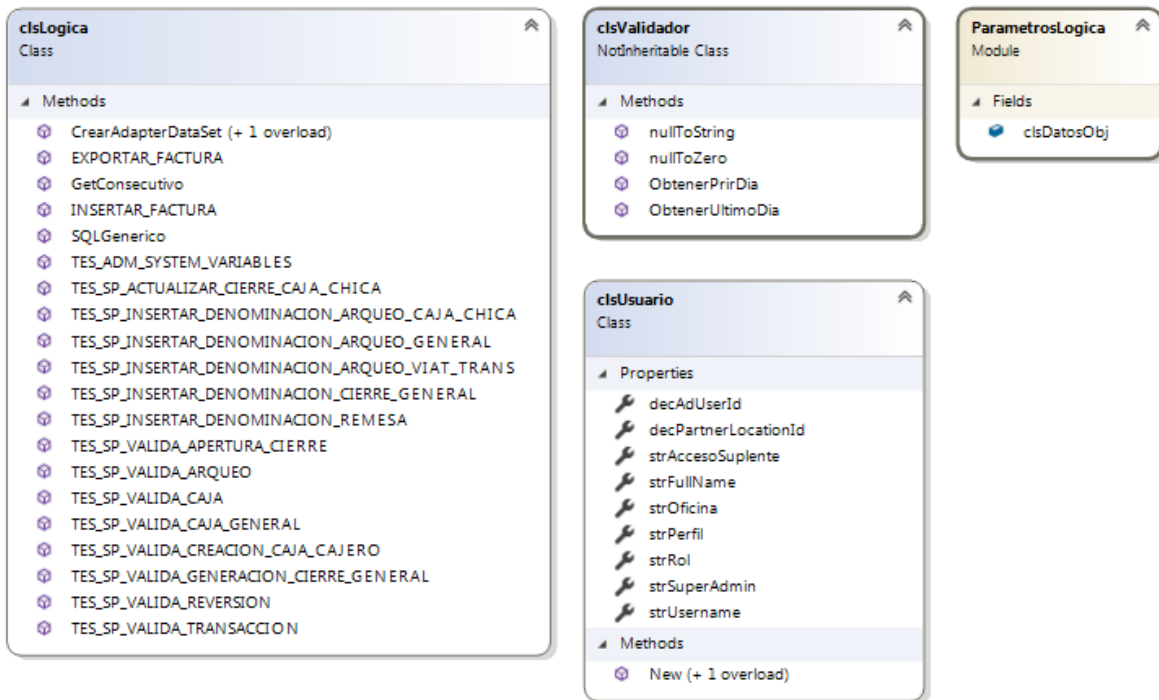 clsLogica
Class
Methods
CrearAdapterDataSet (+ 1 overload)
EXPORTAR_FACTURA
GetConsecutivo
INSERTAR_FACTURA
SQLGenerico
TES_ADM_SYSTEM_VARIABLES
TES_SP_ACTUALIZAR_CIERRE_CAJA_CHICA
TES_SP_INSERTAR_DENOMINACION_ARQUEO_CAJA_CHICA
TES_SP_INSERTAR_DENOMINACION_ARQUEO_GENERAL
TES_SP_INSERTAR_DENOMINACION_ARQUEO_VIAT_TRANS
TES_SP_INSERTAR_DENOMINACION_CIERRE_GENERAL
TES_SP_INSERTAR_DENOMINACION_REMESA
TES_SP_VALIDA_APERTURA_CIERRE
TES_SP_VALIDA_ARQUEO
TES_SP_VALIDA_CAJA
TES_SP_VALIDA_CAJA_GENERAL
TES_SP_VALIDA_CREACION_CAJA_CAJERO
TES_SP_VALIDA_GENERACION_CIERRE_GENERAL
TES_SP_VALIDA_REVERSION
TES_SP_VALIDA_TRANSACCION
clsValidador
NotInheritable Class
Methods
nullToString
nullToZero
ObtenerPrirDia
ObtenerUltimoDia
clsUsuario
Class
Properties
decAdUserId
decPartnerLocationId
strAccesoSuplente
strFullName
strOficina
strPerfil
strRol
strSuperAdmin
strUsername
Methods
New (+ 1 overload)
ParametrosLogica
Module
Fields
clsDatosObj